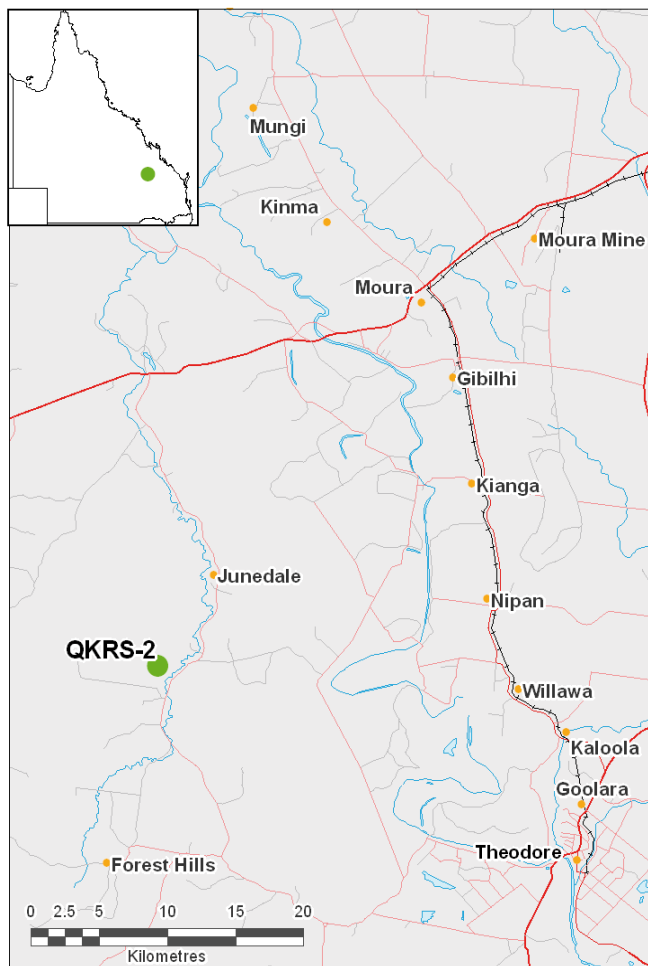 Mungi
Kinma
Moura Mine
Moura
Gibilhi
Kianga
Junedale
Nipan
QKRS-2
Willawa
Kaloola
Goolara
Theodore
Forest Hills
0 2.5 5 10 15 20
Kilometres